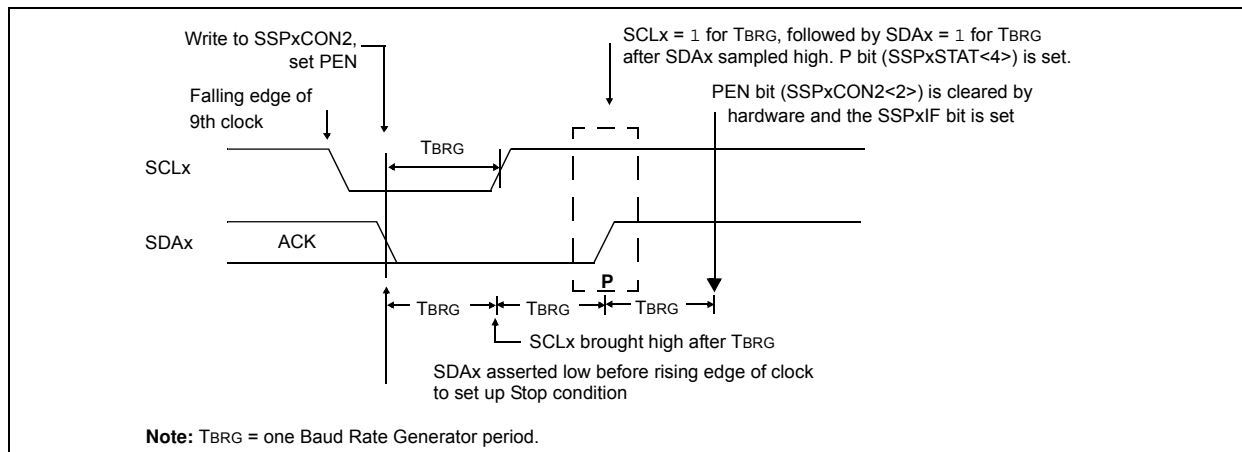 Write to SSPxCON2,
set PEN
SCLx = 1 for TBRG, followed by SDAx = 1 for TBRG
after SDAx sampled high. P bit (SSPxSTAT<4>) is set.
Falling edge of
9th clock
PEN bit (SSPxCON2<2>) is cleared by
hardware and the SSPxIF bit is set
TBRG
SCLx
SDAx
ACK
P
TBRG
TBRG
TBRG
SCLx brought high after TBRG
SDAx asserted low before rising edge of clock
to set up Stop condition
Note: TBRG = one Baud Rate Generator period.